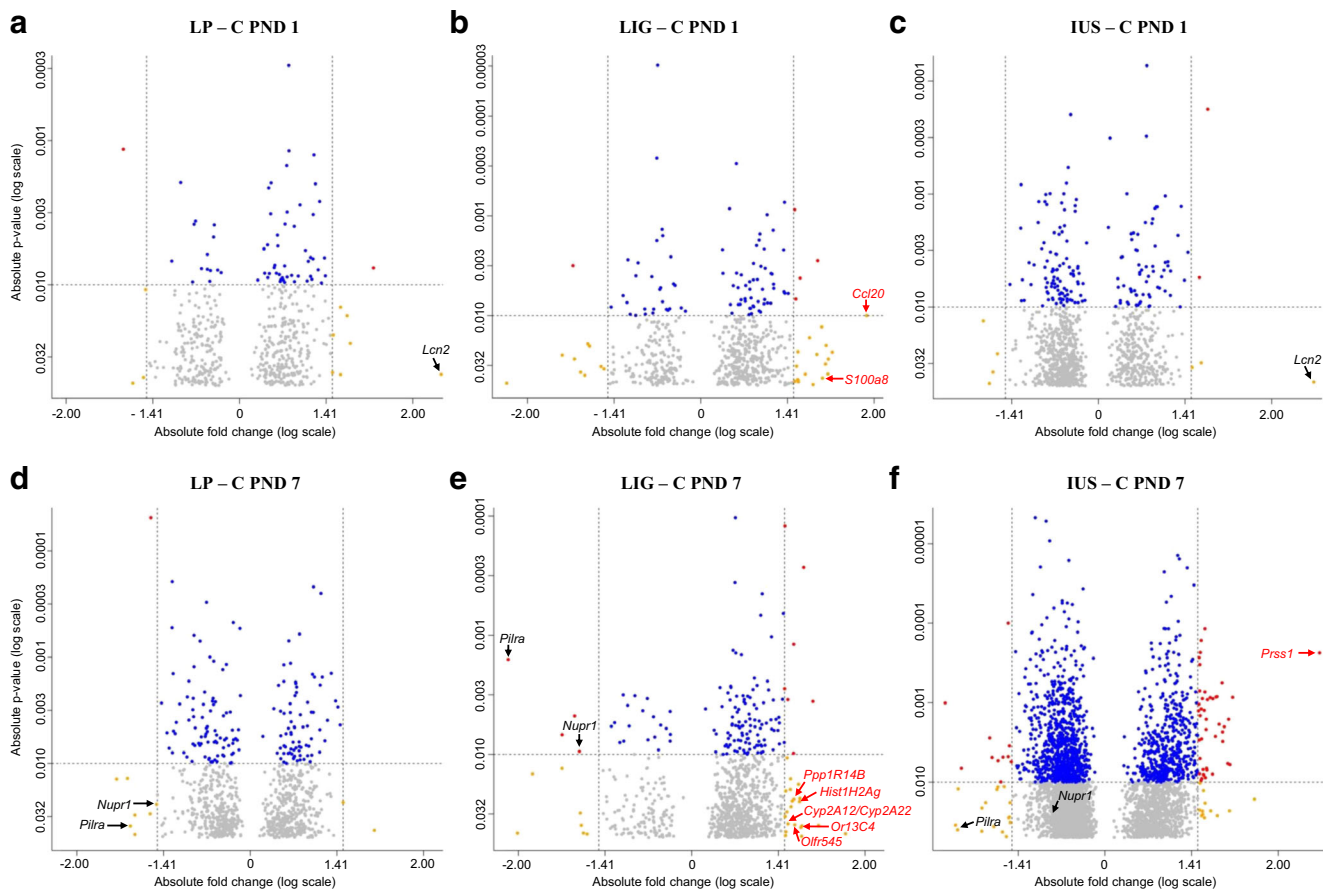 a
LP – C PND 1
Absolute p-value (log scale)
0.0003
0.001
0.003
0.010
0.032
Lcn2
-2.00
-1.41
0
1.41
2.00
Absolute fold change (log scale)
b
LIG – C PND 1
0.0003
0.0001
0.0003
0.001
0.003
0.010
0.032
Ccl20
S100a8
-2.00
- 1.41
0
1.41
2.00
Absolute fold change (log scale)
c
IUS – C PND 1
0.0001
0.0003
0.001
0.003
0.010
0.032
Lcn2
-1.41
0
1.41
2.00
Absolute fold change (log scale)
d
LP – C PND 7
Absolute p-value (log scale)
0.0001
0.0003
0.001
0.003
0.010
0.032
Nupr1
Pilra
-2.00
-1.41
0
1.41
2.00
Absolute fold change (log scale)
e
LIG – C PND 7
0.0001
0.0003
0.001
0.003
0.010
0.032
Pilra
Nupr1
Ppp1R14B
Hist1H2Ag
Cyp2A12/Cyp2A22
Or13C4
Olfr545
-2.00
-1.41
0
1.41
2.00
Absolute fold change (log scale)
f
IUS – C PND 7
0.00001
0.0001
0.001
0.010
Prss1
Nupr1
Pilra
-1.41
0
1.41
2.00
Absolute fold change (log scale)